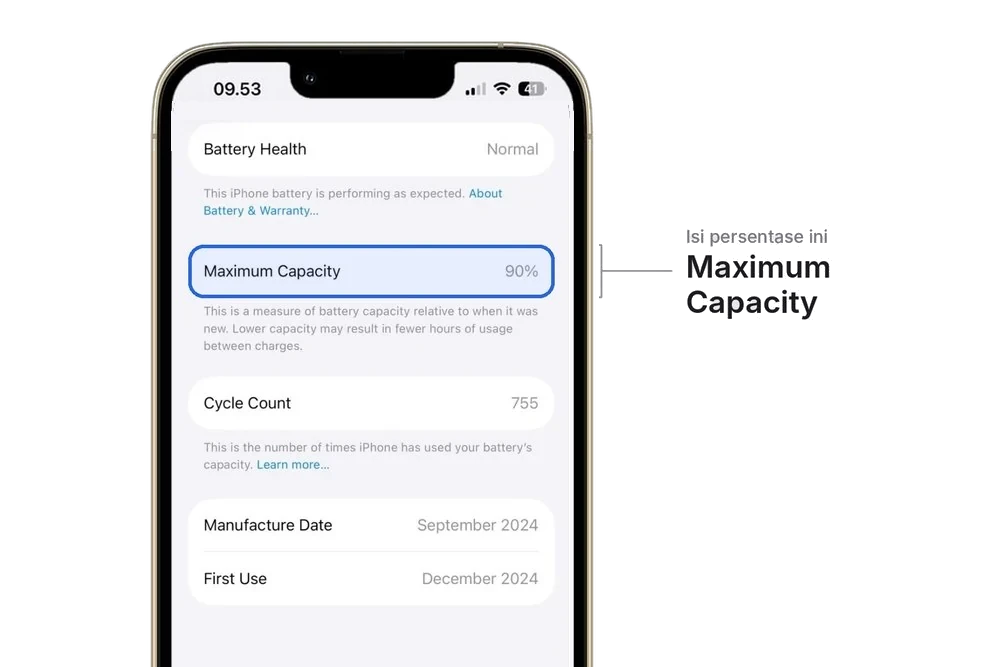 09.53
41
Battery Health Normal
This iPhone battery is performing as expected. About
Battery & Warranty...
Maximum Capacity 90%
This is a measure of battery capacity relative to when it was
new. Lower capacity may result in fewer hours of usage
between charges.
Isi persentase ini
Maximum
Capacity
Cycle Count 755
This is the number of times iPhone has used your battery's
capacity. Learn more...
Manufacture Date September 2024
First Use December 2024